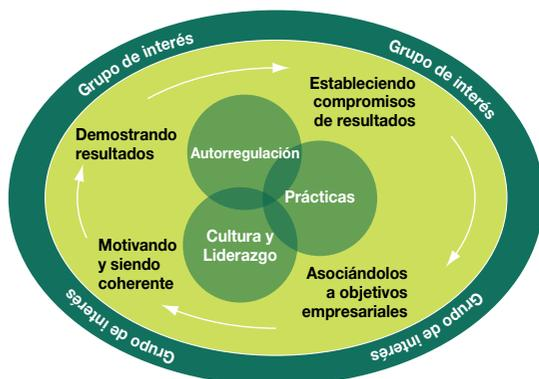 Grupo de interés
Grupo de interés
Estableciendo
compromisos
de resultados
Demostrando
resultados
Autorregulación
Prácticas
Cultura y
Liderazgo
Motivando
y siendo
coherente
Asociándolos
a objetivos
empresariales
Grupo de interés
Grupo de interés